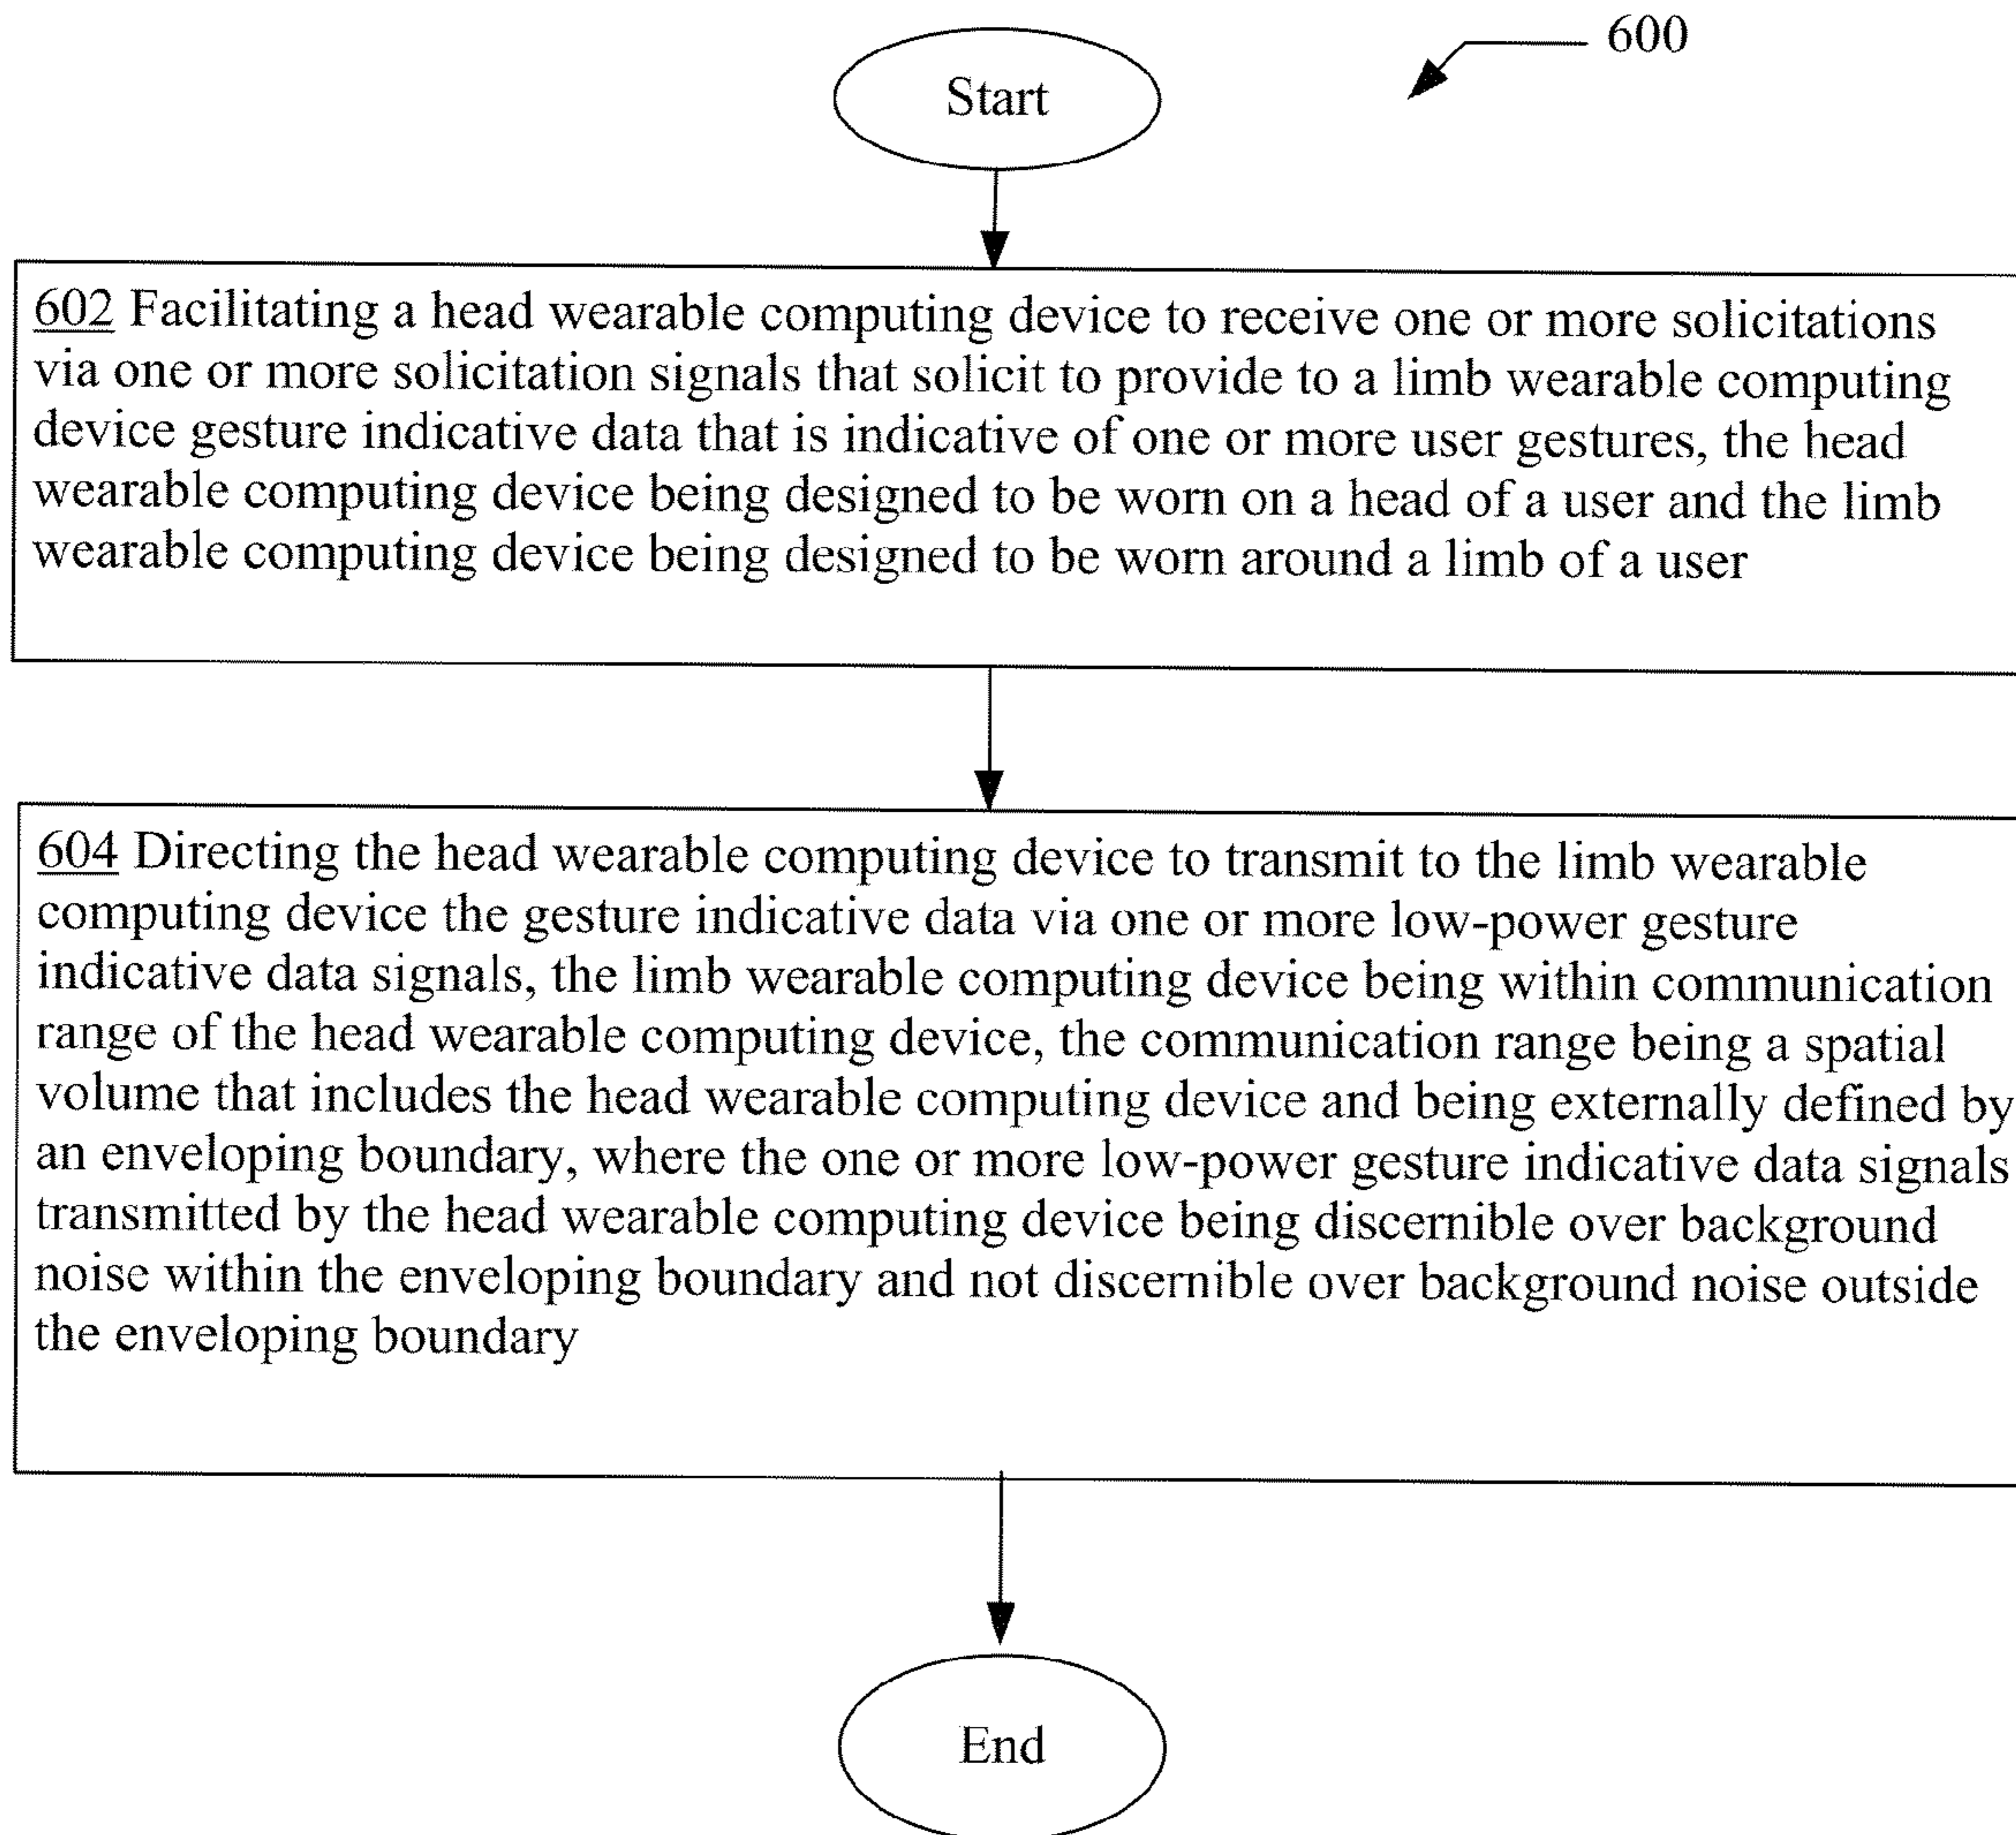 600
Start
602 Facilitating a head wearable computing device to receive one or more solicitations
via one or more solicitation signals that solicit to provide to a limb wearable computing
device gesture indicative data that is indicative of one or more user gestures, the head
wearable computing device being designed to be worn on a head of a user and the limb
wearable computing device being designed to be worn around a limb of a user
604 Directing the head wearable computing device to transmit to the limb wearable
computing device the gesture indicative data via one or more low-power gesture
indicative data signals, the limb wearable computing device being within communication
range of the head wearable computing device, the communication range being a spatial
volume that includes the head wearable computing device and being externally defined by
an enveloping boundary, where the one or more low-power gesture indicative data signals
transmitted by the head wearable computing device being discernible over background
noise within the enveloping boundary and not discernible over background noise outside
the enveloping boundary
End